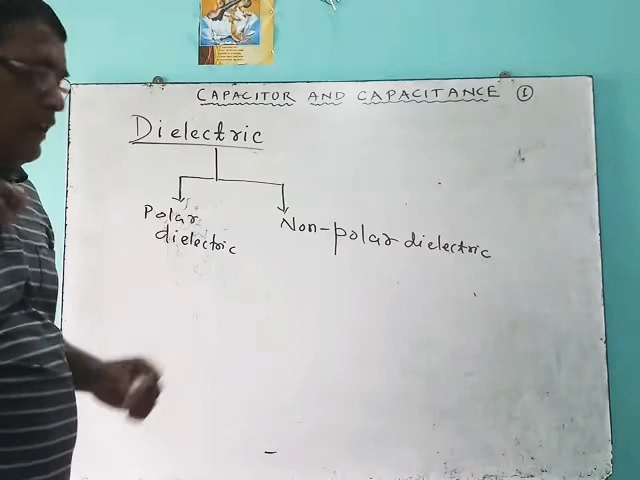 CAPACITOR AND CAPACITANCE ①
Dielectric
Polar
dielectric
Non-polar dielectric